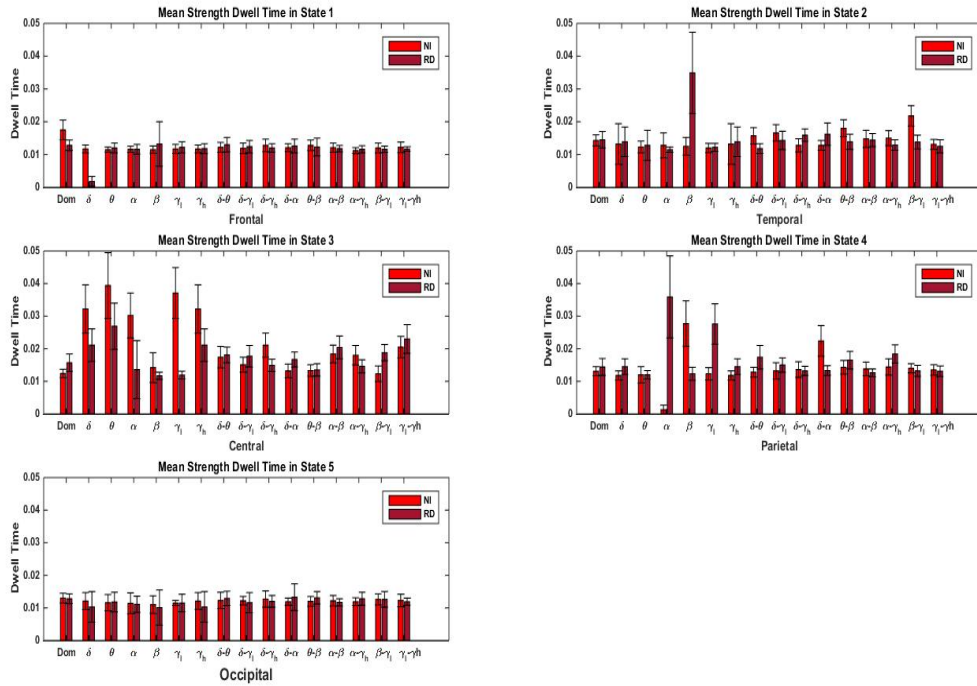 Mean Strength Dwell Time in State 1
Dwell Time
0.05
0.04
0.03
0.02
0.01
0
NI
RD
Dom δ θ α β γl γh δ-θ δ-γl δ-γh δ-α θ-β α-β α-γh β-γl γl-γh
Frontal
Mean Strength Dwell Time in State 2
Dwell Time
0.05
0.04
0.03
0.02
0.01
0
NI
RD
Dom δ θ α β γl γh δ-θ δ-γl δ-γh δ-α θ-β α-β α-γh β-γl γl-γh
Temporal
Mean Strength Dwell Time in State 3
Dwell Time
0.05
0.04
0.03
0.02
0.01
0
NI
RD
Dom δ θ α β γl γh δ-θ δ-γl δ-γh δ-α θ-β α-β α-γh β-γl γl-γh
Central
Mean Strength Dwell Time in State 4
Dwell Time
0.05
0.04
0.03
0.02
0.01
0
NI
RD
Dom δ θ α β γl γh δ-θ δ-γl δ-γh δ-α θ-β α-β α-γh β-γl γl-γh
Parietal
Mean Strength Dwell Time in State 5
Dwell Time
0.05
0.04
0.03
0.02
0.01
0
NI
RD
Dom δ θ α β γl γh δ-θ δ-γl δ-γh δ-α θ-β α-β α-γh β-γl γl-γh
Occipital